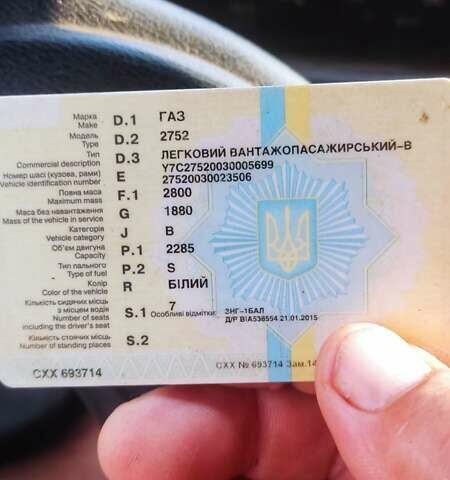 Марка D.1 ГАЗ
Make
Модель D.2 2752
Type
Тип D.3 ЛЕГКОВИЙ ВАНТАЖОПАСАЖИРСЬКИЙ-В
Commercial description Y7C27520030005699
Номер шасі (кузова, рами) E 27520030023506
Vehicle identification number
Повна маса F.1 2800
Maximum mass
Маса без навантаження G 1880
Mass of the vehicle in service
Категорія J B
Vehicle category
Об'єм двигуна P.1 2285
Capacity
Тип пального P.2 S
Type of fuel
Колір R БІЛИЙ
Color of the vehicle
Кількість сидячих місць 7
з місцем водія S.1 Особливі відмітки: ЗНГ-1БАЛ
Number of seats Д/Р ВІА536554 21.01.2015
including the driver's seat
Кількість стоячих місць S.2
Number of standing places
СХХ 693714 СХХ № 693714 Зам.14